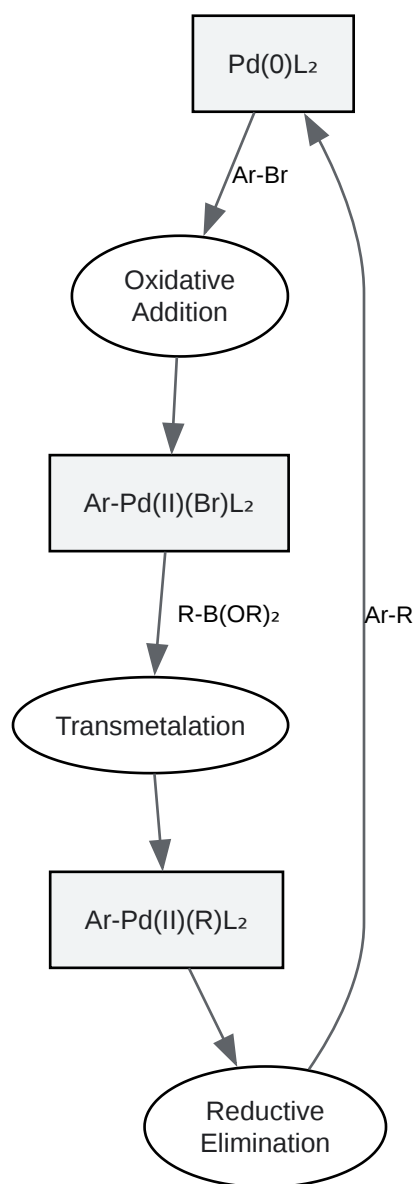 Pd(0)L₂
Ar-Br
Oxidative
Addition
Ar-Pd(II)(Br)L₂
R-B(OR)₂
Ar-R
Transmetalation
Ar-Pd(II)(R)L₂
Reductive
Elimination